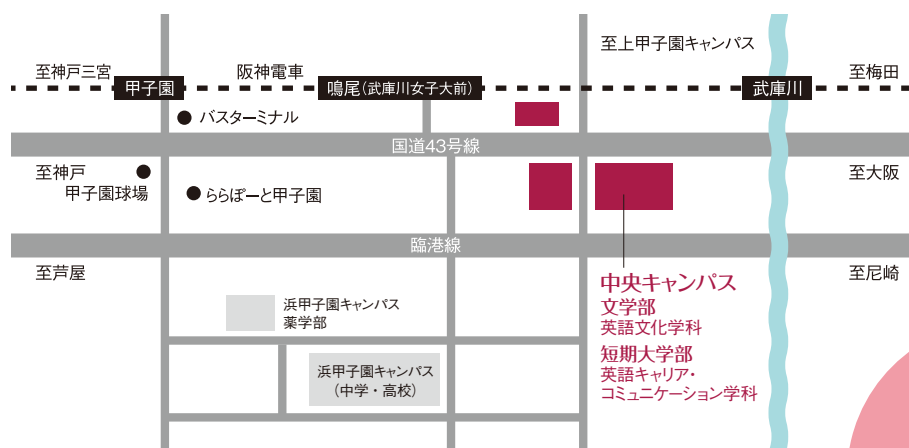 至上甲子園キャンパス
至神戸三宮
阪神電車
至梅田
甲子園
鳴尾(武庫川女子大前)
武庫川
バスターミナル
国道43号線
至神戸
甲子園球場
ららぽーと甲子園
至大阪
臨港線
至芦屋
至尼崎
中央キャンパス
文学部
英語文化学科
短期大学部
英語キャリア・
コミュニケーション学科
浜甲子園キャンパス
薬学部
浜甲子園キャンパス
(中学・高校)